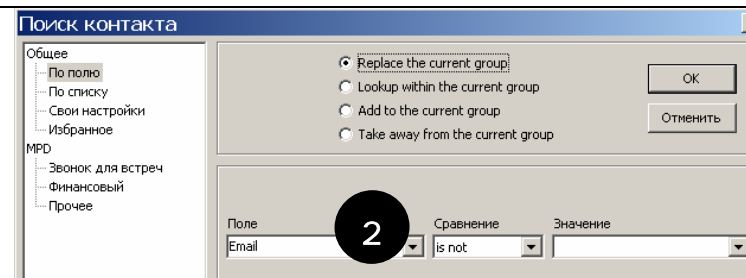 Поиск контакта
Общее
По полю
По списку
Свои настройки
Избранное
MPD
Звонок для встреч
Финансовый
Прочее
Replace the current group
Lookup within the current group
Add to the current group
Take away from the current group
OK
Отменить
Поле
Сравнение
Значение
Email
2
is not